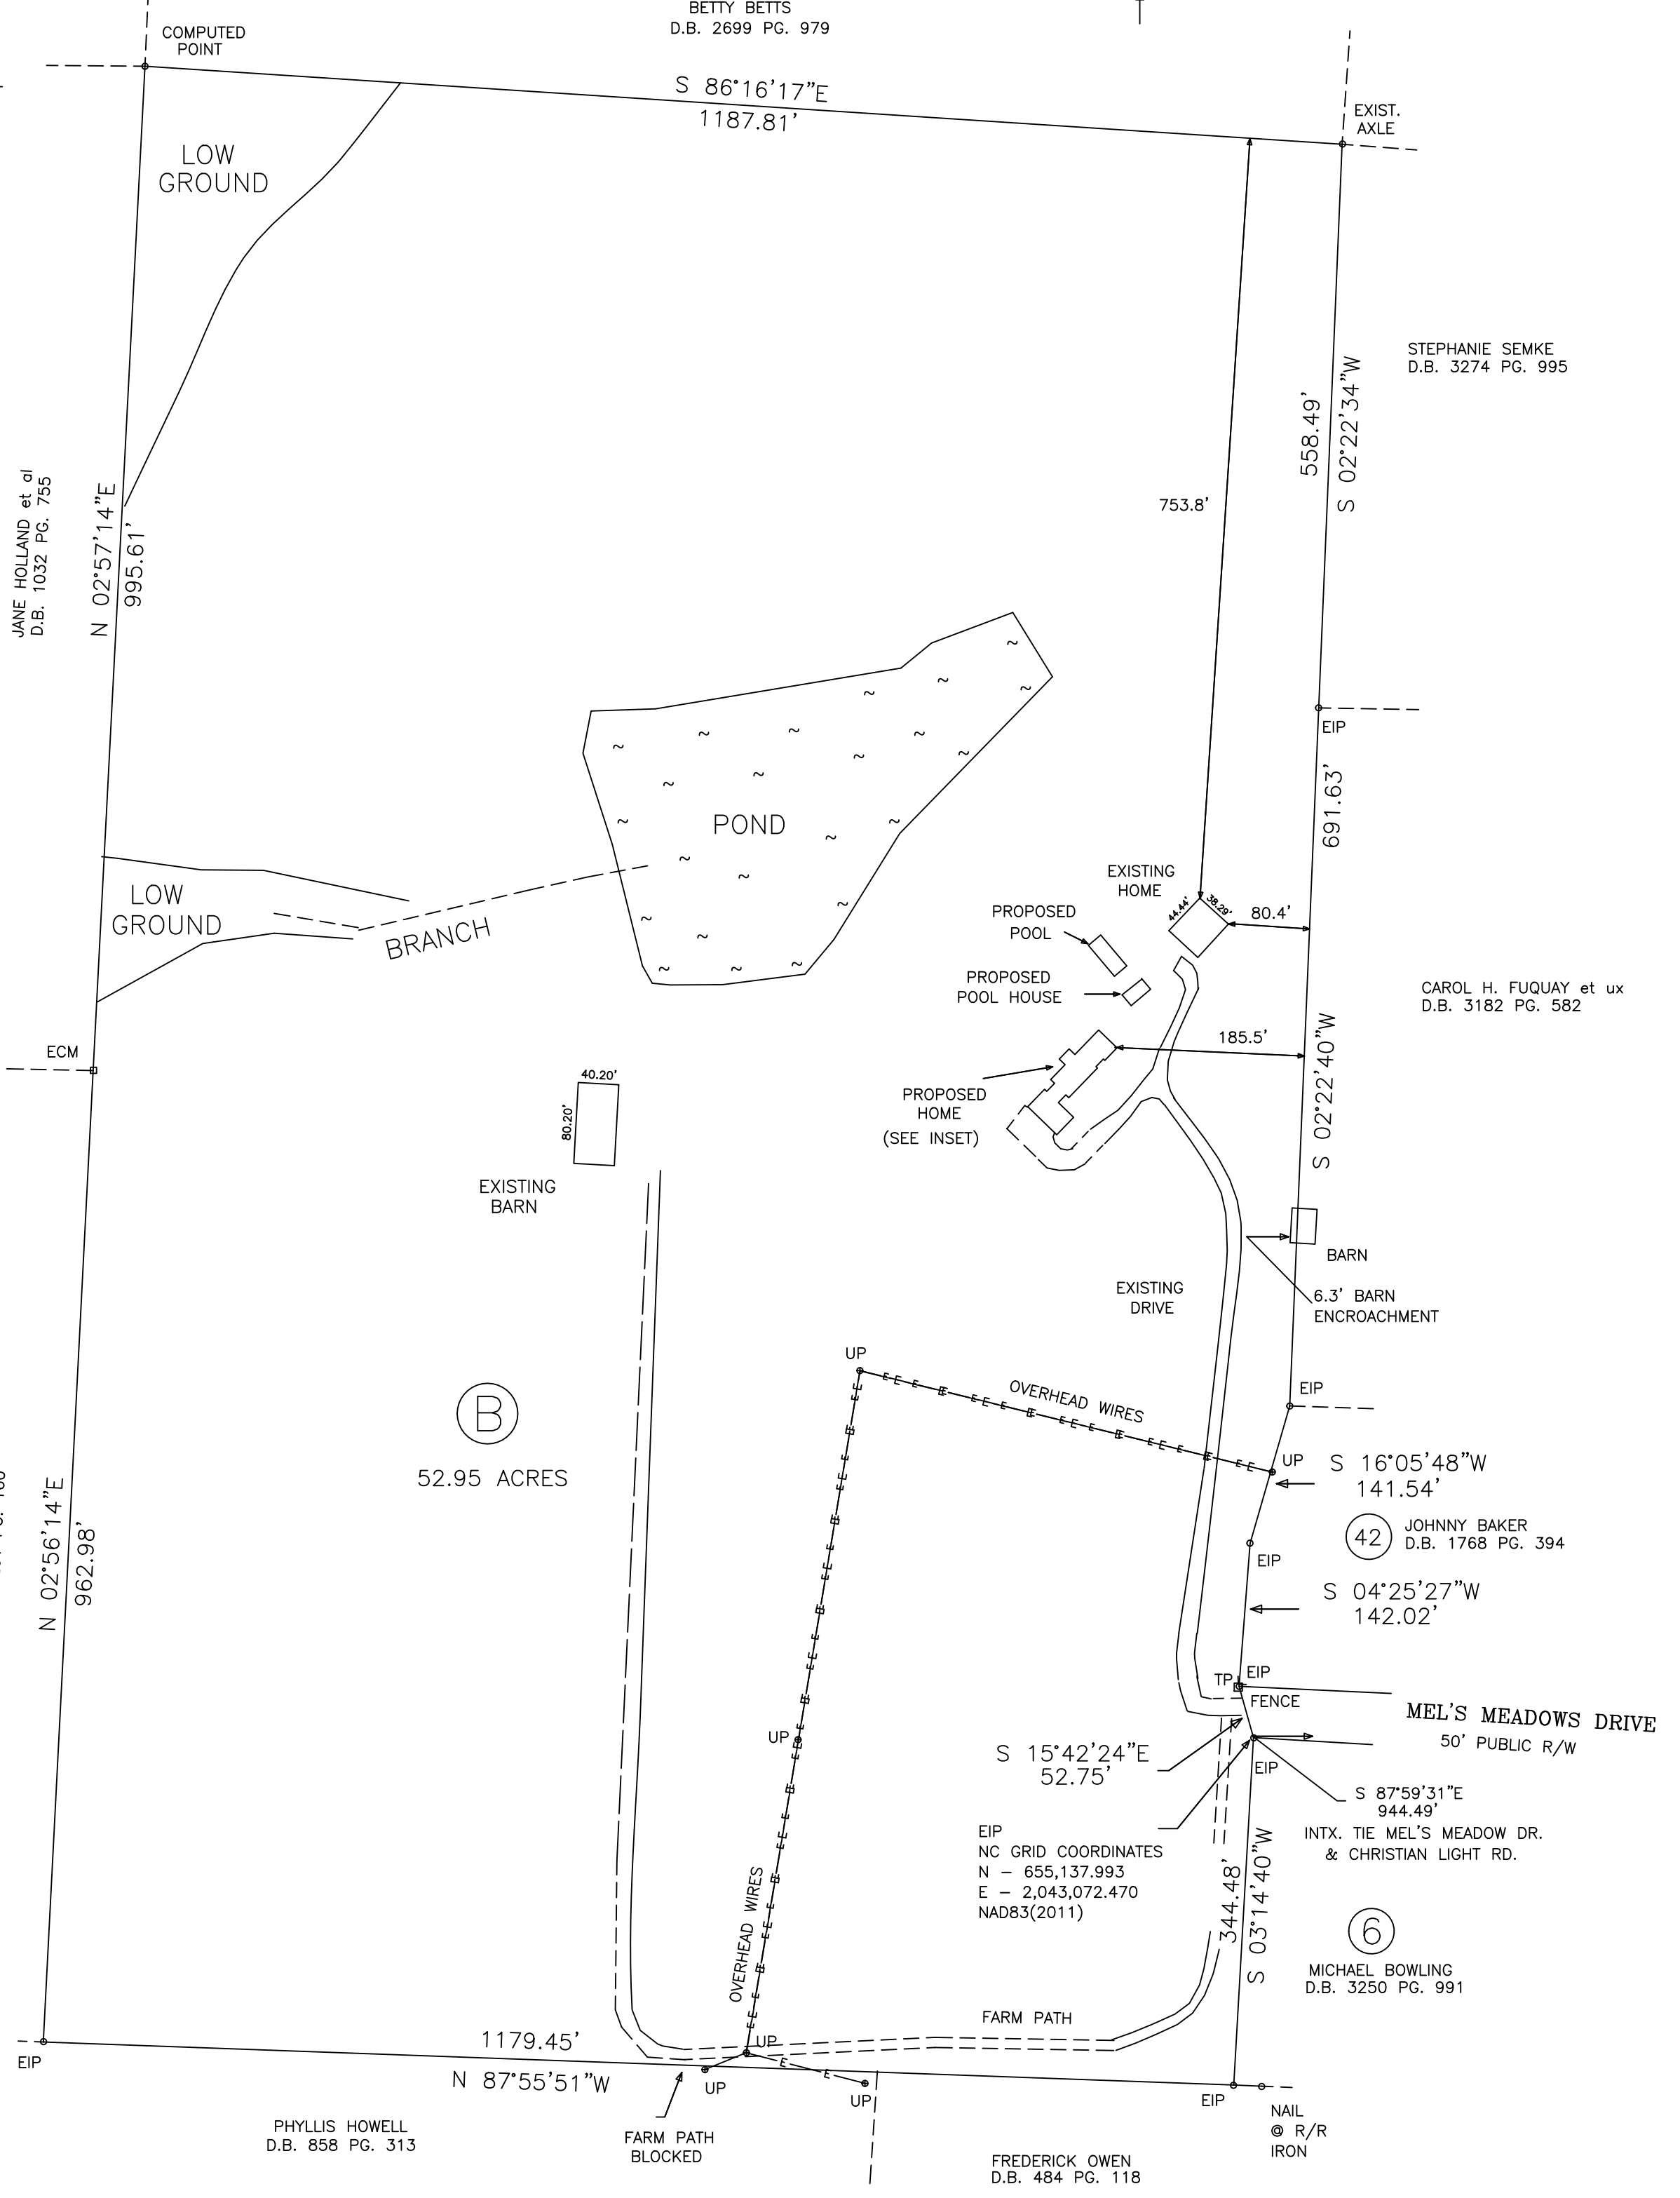 BETTY BETTS
D.B. 2699 PG. 979
COMPUTED
POINT
S 86°16'17"E
1187.81'
EXIST.
AXLE
LOW
GROUND
STEPHANIE SEMKE
D.B. 3274 PG. 995
558.49'
S 02°22'34"W
753.8'
JANE HOLLAND et al
D.B. 1032 PG. 755
N 02°57'14"E
995.61'
EIP
691.63'
POND
EXISTING
HOME
44.44'
38.29'
80.4'
LOW
GROUND
BRANCH
PROPOSED
POOL
PROPOSED
POOL HOUSE
CAROL H. FUQUAY et ux
D.B. 3182 PG. 582
185.5'
S 02°22'40"W
ECM
40.20'
80.20'
PROPOSED
HOME
(SEE INSET)
EXISTING
BARN
BARN
6.3' BARN
ENCROACHMENT
EXISTING
DRIVE
UP
OVERHEAD WIRES
EIP
B
52.95 ACRES
UP
S 16°05'48"W
141.54'
42
JOHNNY BAKER
D.B. 1768 PG. 394
EIP
S 04°25'27"W
142.02'
N 02°56'14"E
962.98'
TP
EIP
FENCE
MEL'S MEADOWS DRIVE
50' PUBLIC R/W
UP
S 15°42'24"E
52.75'
EIP
S 87°59'31"E
944.49'
INTX. TIE MEL'S MEADOW DR.
& CHRISTIAN LIGHT RD.
EIP
NC GRID COORDINATES
N - 655,137.993
E - 2,043,072.470
NAD83(2011)
344.48'
S 03°14'40"W
OVERHEAD WIRES
6
MICHAEL BOWLING
D.B. 3250 PG. 991
FARM PATH
1179.45'
N 87°55'51"W
EIP
UP
UP
UP
EIP
NAIL
@ R/R
IRON
PHYLLIS HOWELL
D.B. 858 PG. 313
FARM PATH
BLOCKED
FREDERICK OWEN
D.B. 484 PG. 118